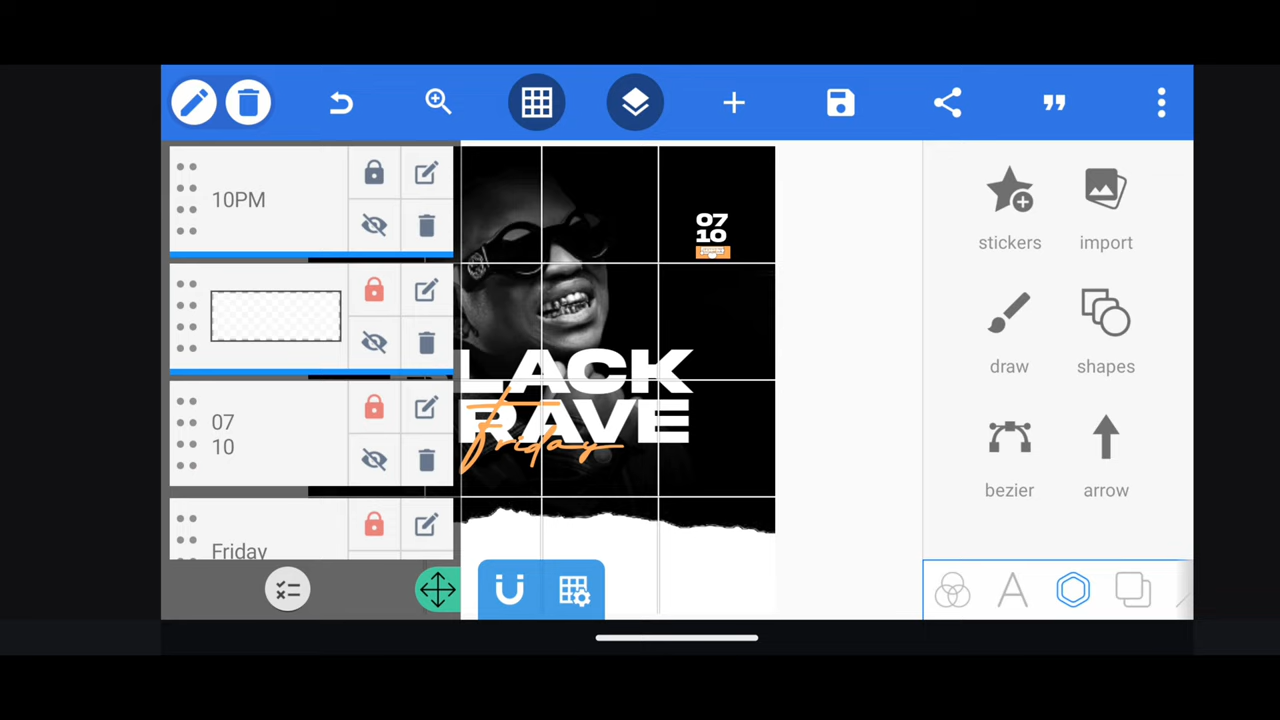 10PM
07
10
Friday
07
10
LACK
RAVE
Friday
stickers
import
draw
shapes
bezier
arrow
A